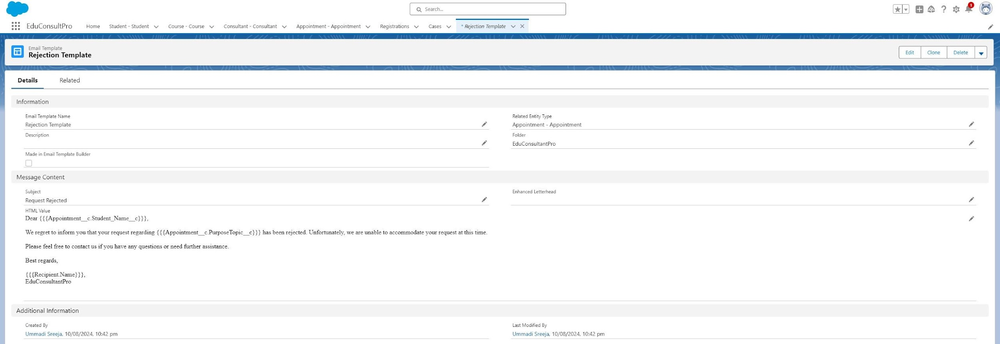 Search...
1
EduConsultPro
Home
Student - Student
Course - Course
Consultant - Consultant
Appointment - Appointment
Registrations
Cases
* Rejection Template
Email Template
Rejection Template
Edit
Clone
Delete
Details
Related
Information
Email Template Name
Rejection Template
Related Entity Type
Appointment - Appointment
Description
Folder
EduConsultantPro
Made in Email Template Builder
Message Content
Subject
Request Rejected
Enhanced Letterhead
HTML Value
Dear {{{Appointment__c.Student_Name__c}}},
We regret to inform you that your request regarding {{{Appointment__c.PurposeTopic__c}}} has been rejected. Unfortunately, we are unable to accommodate your request at this time.
Please feel free to contact us if you have any questions or need further assistance.
Best regards,
{{{Recipient.Name}}},
EduConsultantPro
Additional Information
Created By
Ummadi Sreeja, 10/08/2024, 10:42 pm
Last Modified By
Ummadi Sreeja, 10/08/2024, 10:42 pm